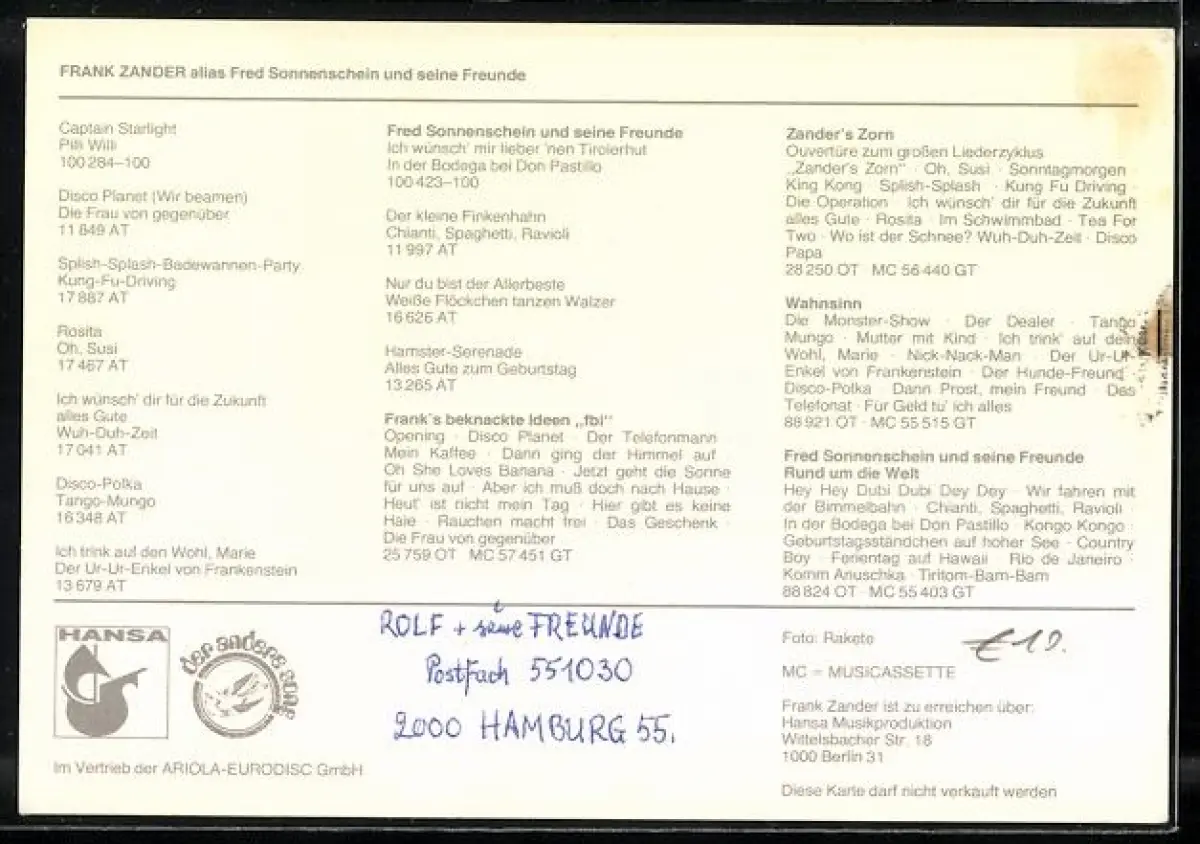 FRANK ZANDER alias Fred Sonnenschein und seine Freunde
Captain Starlight
Pilli Willi
100 284–100
Disco Planet (Wir beamen)
Die Frau von gegenüber
11 849 AT
Splish-Splash-Badewannen-Party
Kung-Fu-Driving
17 887 AT
Rosita
Oh, Susi
17 467 AT
Ich wünsch' dir für die Zukunft
alles Gute
Wuh-Duh-Zeit
17 041 AT
Disco-Polka
Tango-Mungo
16 348 AT
Ich trink auf den Wohl, Marie
Der Ur-Ur-Enkel von Frankenstein
13 679 AT
Fred Sonnenschein und seine Freunde
Ich wünsch' mir lieber 'nen Tirolerhut
In der Bodega bei Don Pastillo
100 423–100
Der kleine Finkenhahn
Chianti, Spaghetti, Ravioli
11 997 AT
Nur du bist der Allerbeste
Weiße Flöckchen tanzen Walzer
16 626 AT
Hamster-Serenade
Alles Gute zum Geburtstag
13 265 AT
Frank's beknackte Ideen „fbi"
Opening · Disco Planet · Der Telefonmann
Mein Kaffee · Dann ging der Himmel auf ·
Oh She Loves Banana · Jetzt geht die Sonne
für uns auf · Aber ich muß doch nach Hause ·
Heut' ist nicht mein Tag · Hier gibt es keine
Haie · Rauchen macht frei · Das Geschenk ·
Die Frau von gegenüber
25 759 OT MC 57 451 GT
Zander's Zorn
Ouvertüre zum großen Liederzyklus
„Zander's Zorn" · Oh, Susi · Sonntagmorgen ·
King Kong · Splish-Splash · Kung Fu Driving ·
Die Operation Ich wünsch' dir für die Zukunft
alles Gute · Rosita · Im Schwimmbad · Tea For
Two · Wo ist der Schnee? Wuh-Duh-Zeit · Disco
Papa
28 250 OT MC 56 440 GT
Wahnsinn
Die Monster-Show · Der Dealer · Tango
Mungo · Mutter mit Kind · Ich trink' auf dein
Wohl, Marie · Nick-Nack-Man · Der Ur-Ur-
Enkel von Frankenstein · Der Hunde-Freund
Disco-Polka · Dann Prost, mein Freund · Das
Telefonat · Für Geld tu' ich alles
88 921 OT · MC 55 515 GT
Fred Sonnenschein und seine Freunde
Rund um die Welt
Hey Hey Dubi Dubi Dey Dey · Wir fahren mit
der Bimmelbahn · Chianti, Spaghetti, Ravioli ·
In der Bodega bei Don Pastillo · Kongo Kongo ·
Geburtstagsständchen auf hoher See · Country
Boy · Ferientag auf Hawaii Rio de Janeiro ·
Komm Anuschka · Tiritom-Bam-Bam
88 824 OT · MC 55 403 GT
HANSA
der andere song
Im Vertrieb der ARIOLA-EURODISC GmbH
ROLF + seine FREUNDE
Postfach 551030
2000 HAMBURG 55.
Foto: Rakete
€ 10.
MC = MUSICASSETTE
Frank Zander ist zu erreichen über:
Hansa Musikproduktion
Wittelsbacher Str. 18
1000 Berlin 31
Diese Karte darf nicht verkauft werden